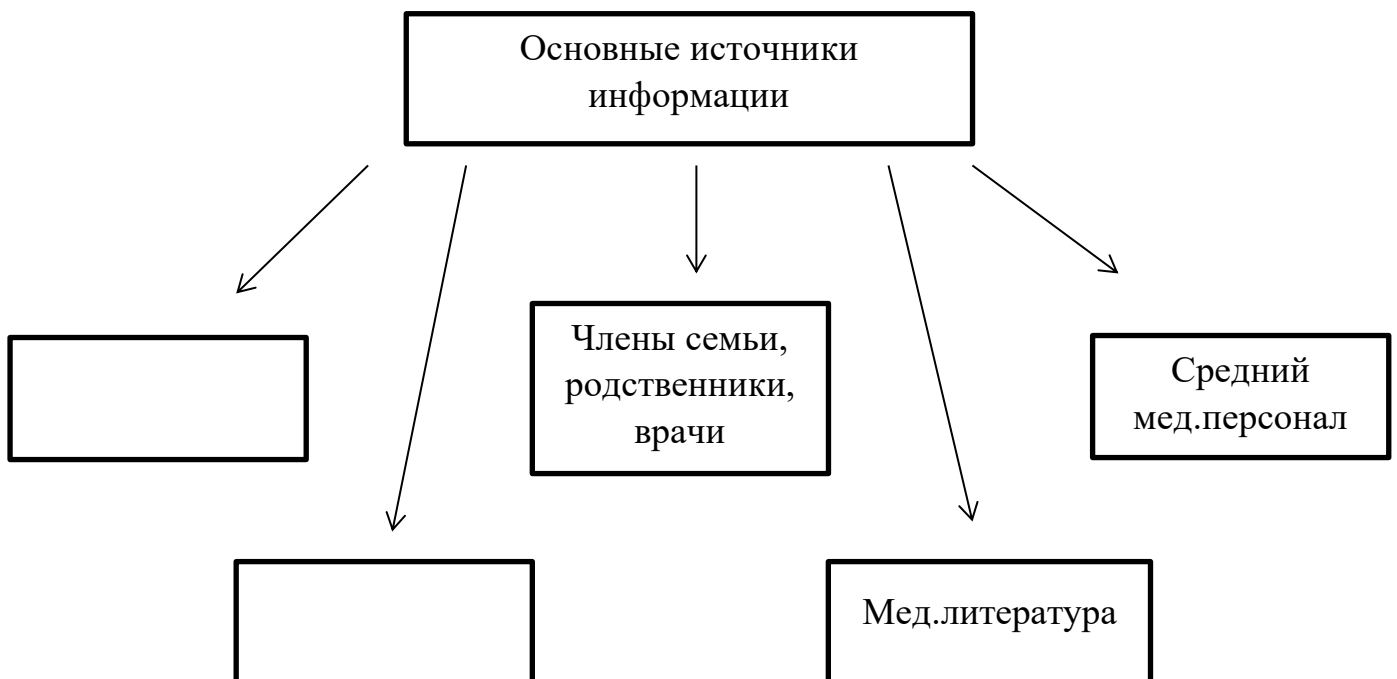 Основные источники
информации
Члены семьи,
родственники,
врачи
Средний
мед.персонал
Мед.литература